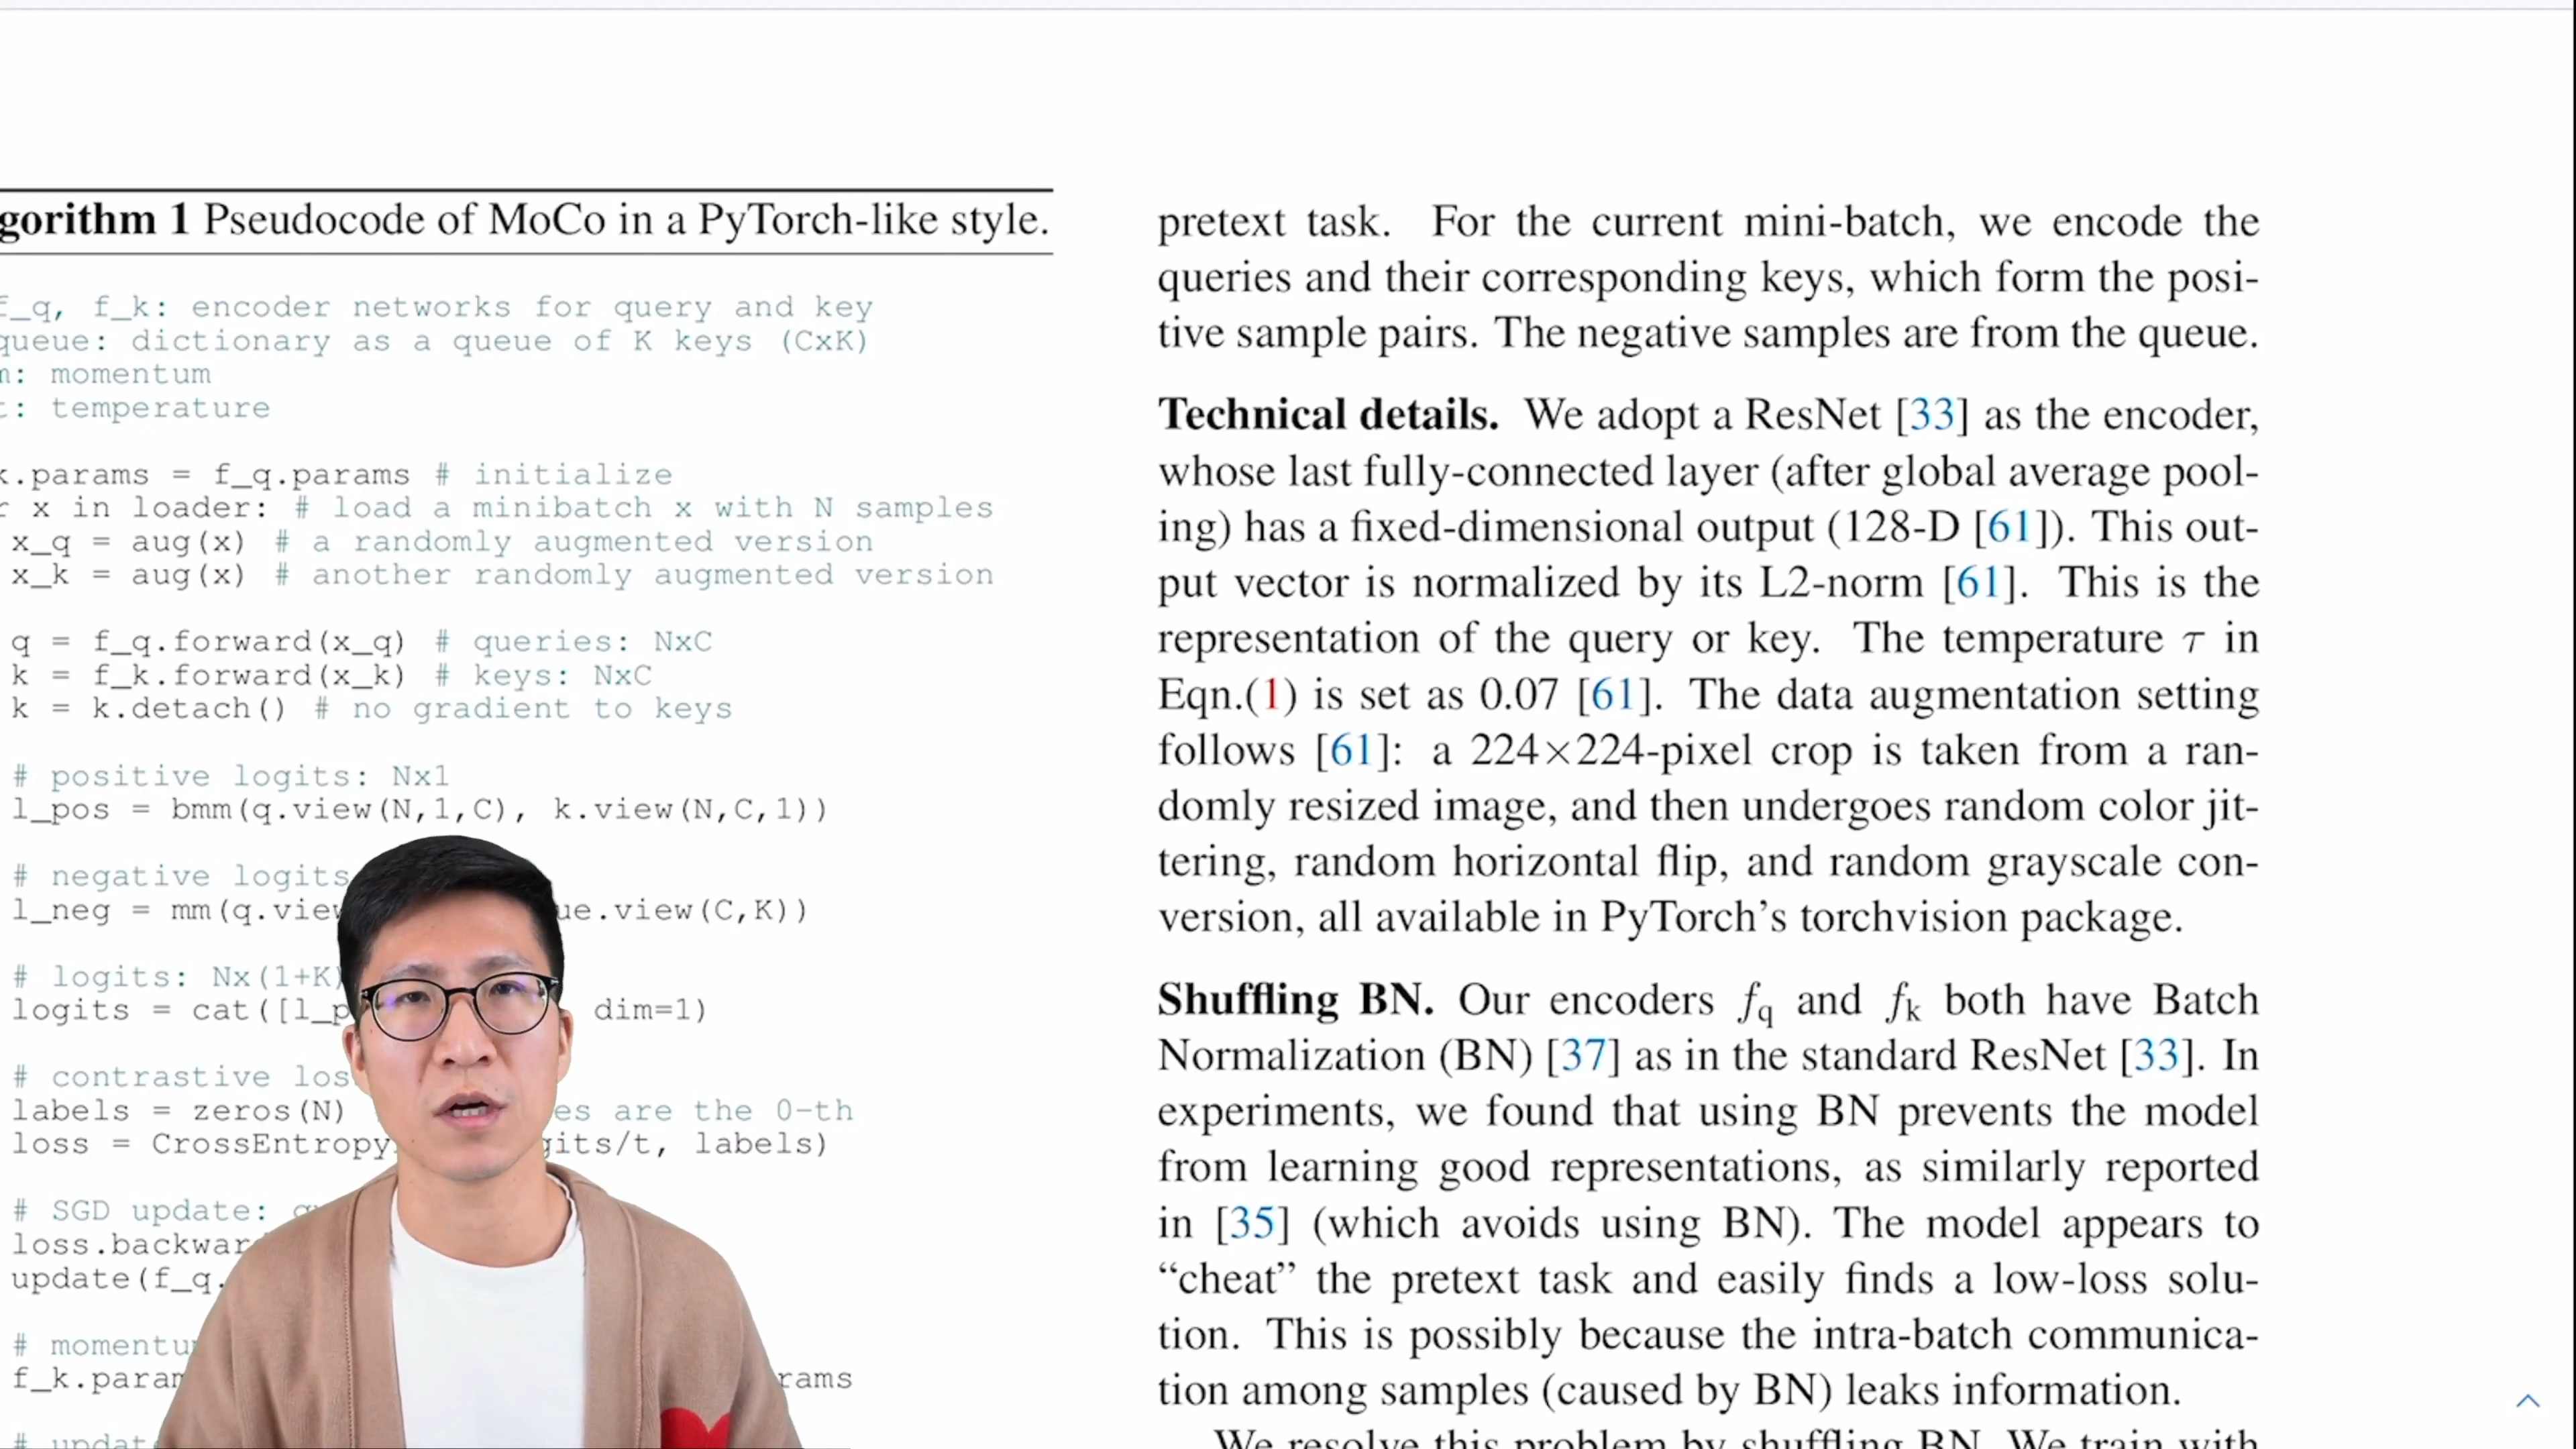 gorithm 1 Pseudocode of MoCo in a PyTorch-like style.
f_q, f_k: encoder networks for query and key
queue: dictionary as a queue of K keys (CxK)
m: momentum
t: temperature
k.params = f_q.params # initialize
r x in loader: # load a minibatch x with N samples
x_q = aug(x) # a randomly augmented version
x_k = aug(x) # another randomly augmented version
q = f_q.forward(x_q) # queries: NxC
k = f_k.forward(x_k) # keys: NxC
k = k.detach() # no gradient to keys
# positive logits: Nx1
l_pos = bmm(q.view(N,1,C), k.view(N,C,1))
# negative logits
l_neg = mm(q.view ue.view(C,K))
# logits: Nx(1+K)
logits = cat([l_p dim=1)
# contrastive los
labels = zeros(N) es are the 0-th
loss = CrossEntropy gits/t, labels)
# SGD update:
loss.backwar
update(f_q.
# momentu
f_k.param rams
# updat
pretext task. For the current mini-batch, we encode the
queries and their corresponding keys, which form the posi-
tive sample pairs. The negative samples are from the queue.
Technical details. We adopt a ResNet [33] as the encoder,
whose last fully-connected layer (after global average pool-
ing) has a fixed-dimensional output (128-D [61]). This out-
put vector is normalized by its L2-norm [61]. This is the
representation of the query or key. The temperature τ in
Eqn.(1) is set as 0.07 [61]. The data augmentation setting
follows [61]: a 224×224-pixel crop is taken from a ran-
domly resized image, and then undergoes random color jit-
tering, random horizontal flip, and random grayscale con-
version, all available in PyTorch's torchvision package.
Shuffling BN. Our encoders fq and fk both have Batch
Normalization (BN) [37] as in the standard ResNet [33]. In
experiments, we found that using BN prevents the model
from learning good representations, as similarly reported
in [35] (which avoids using BN). The model appears to
“cheat” the pretext task and easily finds a low-loss solu-
tion. This is possibly because the intra-batch communica-
tion among samples (caused by BN) leaks information.
We resolve this problem by shuffling BN. We train with